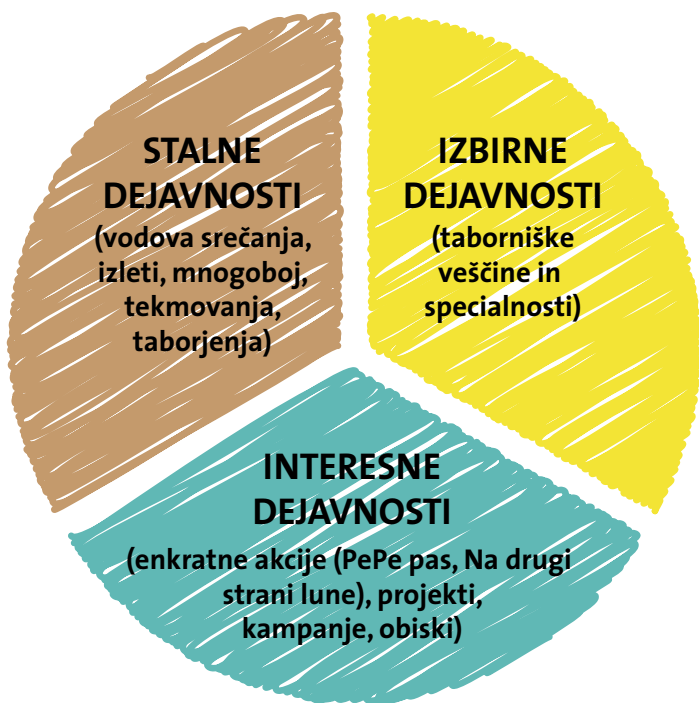 STALNE
DEJAVNOSTI
(vodova srečanja,
izleti, mnogoboj,
tekmovanja,
taborjenja)
IZBIRNE
DEJAVNOSTI
(taborniške
veščine in
specialnosti)
INTERESNE
DEJAVNOSTI
(enkratne akcije (PePe pas, Na drugi
strani lune), projekti,
kampanje, obiski)